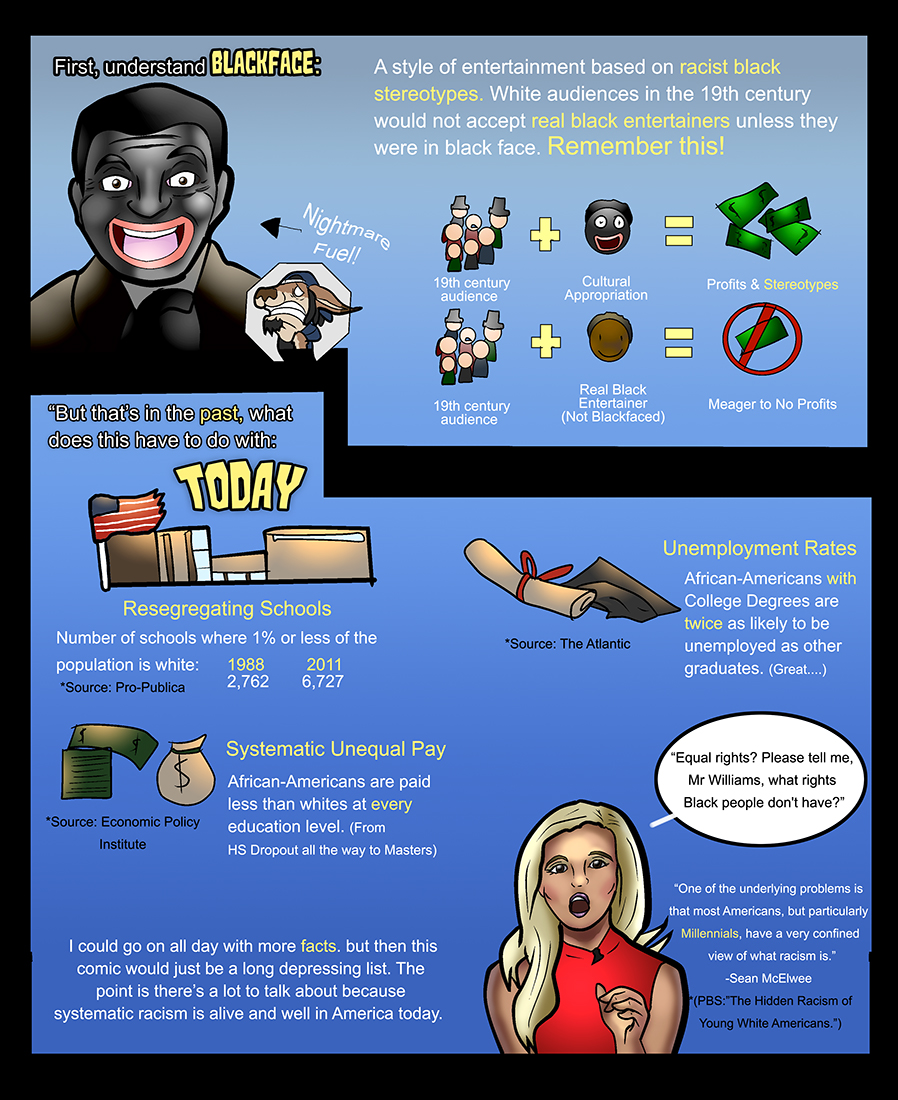 First, understand BLACKFACE:
A style of entertainment based on racist black
stereotypes. White audiences in the 19th century
would not accept real black entertainers unless they
were in black face. Remember this!
Nightmare
Fuel!
19th century
audience
+
Cultural
Appropriation
=
Profits & Stereotypes
19th century
audience
+
Real Black
Entertainer
(Not Blackfaced)
=
Meager to No Profits
"But that's in the past, what
does this have to do with:
TODAY
Resegregating Schools
Number of schools where 1% or less of the
population is white: 1988 2011
*Source: Pro-Publica 2,762 6,727
Unemployment Rates
African-Americans with
College Degrees are
twice as likely to be
unemployed as other
graduates. (Great....)
*Source: The Atlantic
$
Systematic Unequal Pay
African-Americans are paid
less than whites at every
education level. (From
HS Dropout all the way to Masters)
*Source: Economic Policy
Institute
"Equal rights? Please tell me,
Mr Williams, what rights
Black people don't have?"
"One of the underlying problems is
that most Americans, but particularly
Millennials, have a very confined
view of what racism is."
-Sean McElwee
*(PBS:"The Hidden Racism of
Young White Americans.")
I could go on all day with more facts. but then this
comic would just be a long depressing list. The
point is there's a lot to talk about because
systematic racism is alive and well in America today.